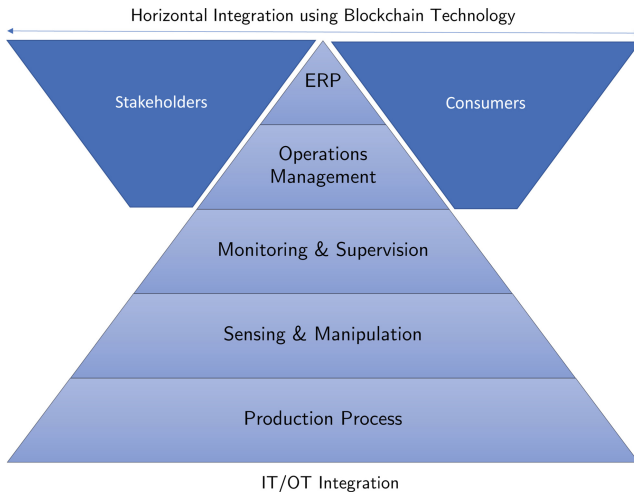 Horizontal Integration using Blockchain Technology
ERP
Stakeholders
Consumers
Operations
Management
Monitoring & Supervision
Sensing & Manipulation
Production Process
IT/OT Integration